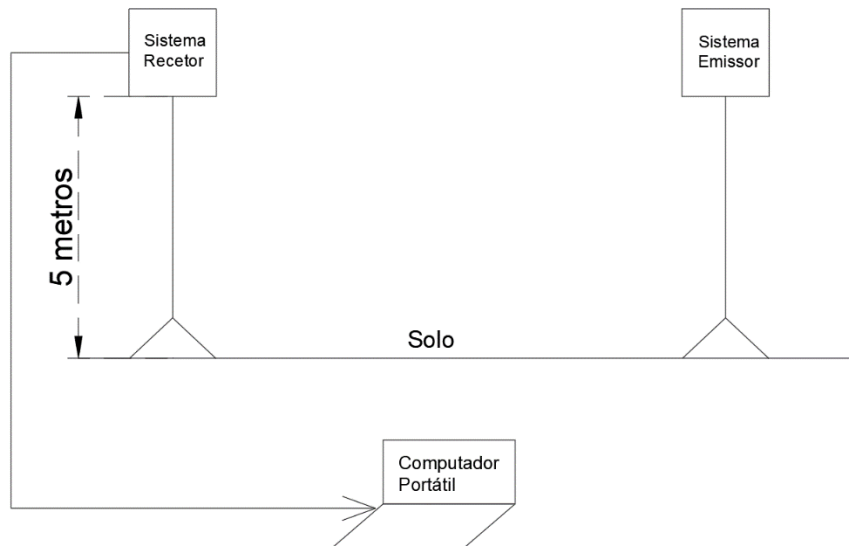 Sistema
Recetor
Sistema
Emissor
5 metros
Solo
Computador
Portátil